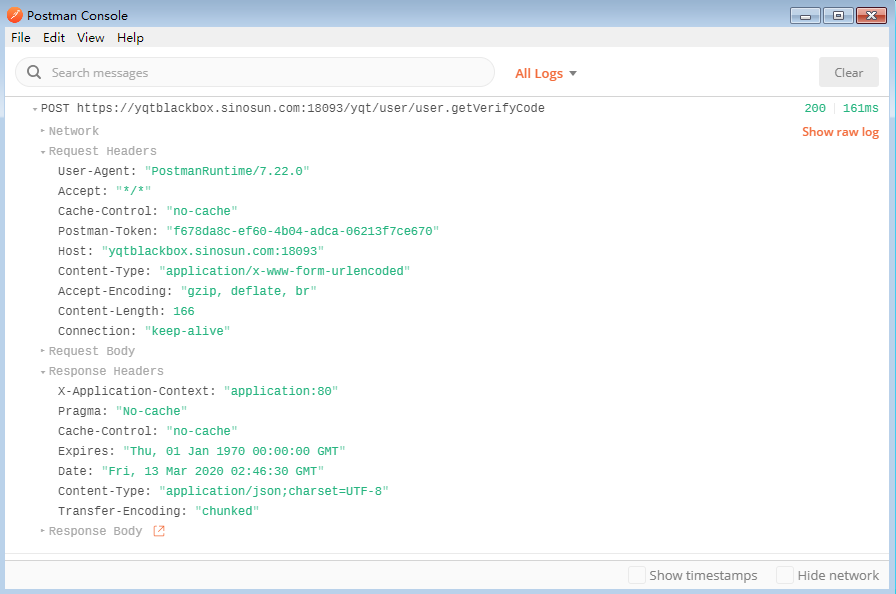 Postman Console
File Edit View Help
Search messages All Logs Clear
POST https://yqtblackbox.sinosun.com:18093/yqt/user/user.getVerifyCode 200 161ms
Network Show raw log
Request Headers
User-Agent: "PostmanRuntime/7.22.0"
Accept: "*/*"
Cache-Control: "no-cache"
Postman-Token: "f678da8c-ef60-4b04-adca-06213f7ce670"
Host: "yqtblackbox.sinosun.com:18093"
Content-Type: "application/x-www-form-urlencoded"
Accept-Encoding: "gzip, deflate, br"
Content-Length: 166
Connection: "keep-alive"
Request Body
Response Headers
X-Application-Context: "application:80"
Pragma: "No-cache"
Cache-Control: "no-cache"
Expires: "Thu, 01 Jan 1970 00:00:00 GMT"
Date: "Fri, 13 Mar 2020 02:46:30 GMT"
Content-Type: "application/json;charset=UTF-8"
Transfer-Encoding: "chunked"
Response Body
Show timestamps Hide network